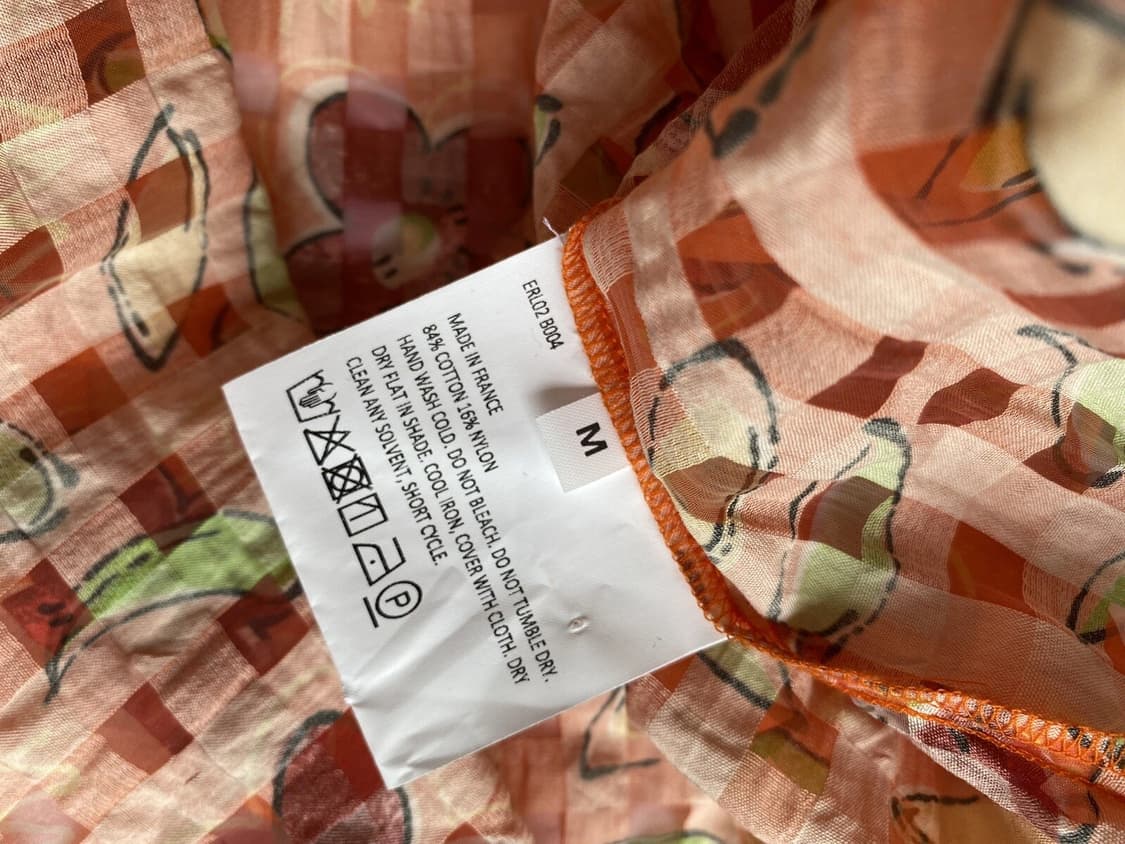 ERL02 B004
M
MADE IN FRANCE
84% COTTON 16% NYLON
HAND WASH COLD. DO NOT BLEACH. DO NOT TUMBLE DRY.
DRY FLAT IN SHADE. COOL IRON, COVER WITH CLOTH. DRY
CLEAN ANY SOLVENT, SHORT CYCLE.
P